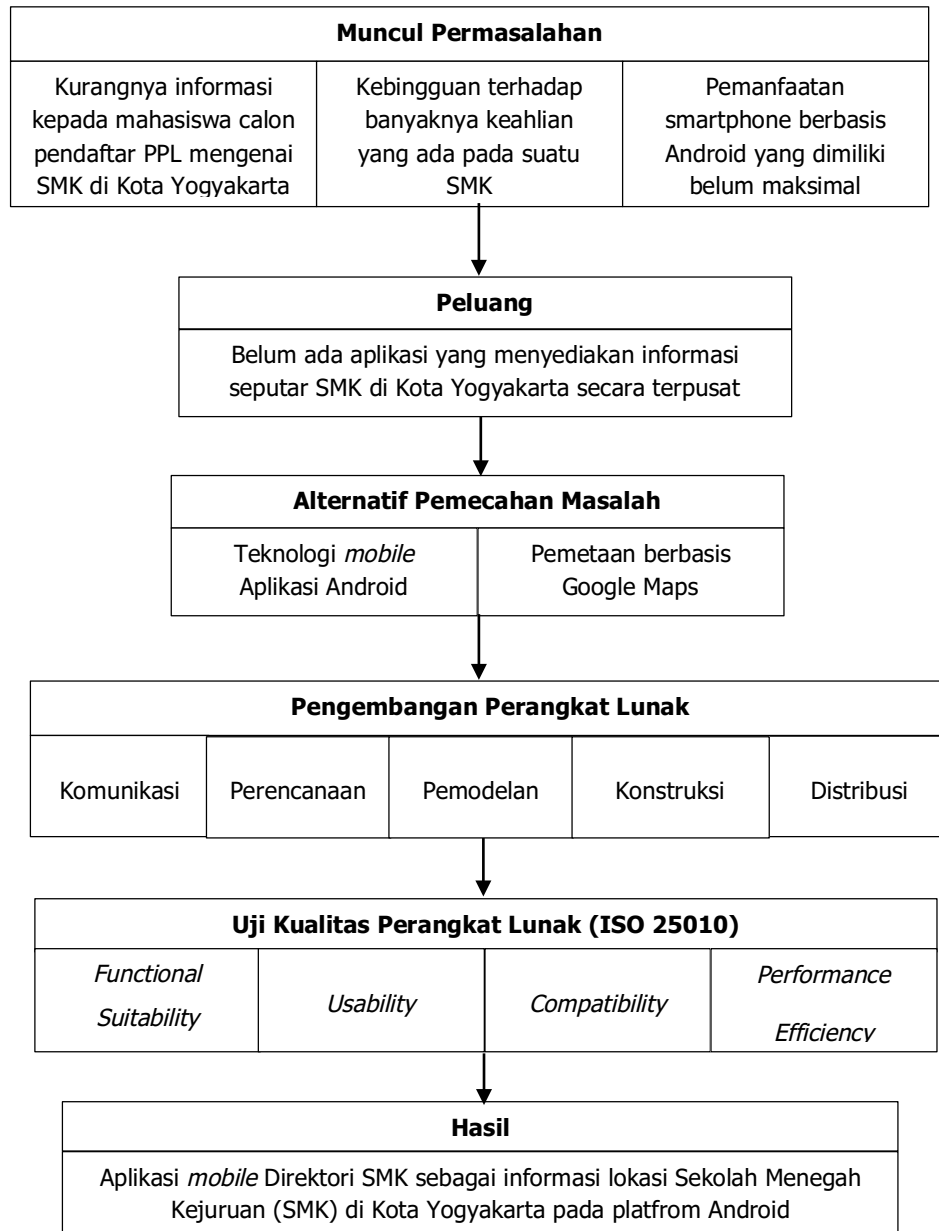 Muncul Permasalahan
Kurangnya informasi
kepada mahasiswa calon
pendaftar PPL mengenai
SMK di Kota Yogyakarta
Kebingguan terhadap
banyaknya keahlian
yang ada pada suatu
SMK
Pemanfaatan
smartphone berbasis
Android yang dimiliki
belum maksimal
Peluang
Belum ada aplikasi yang menyediakan informasi
seputar SMK di Kota Yogyakarta secara terpusat
Alternatif Pemecahan Masalah
Teknologi mobile
Aplikasi Android
Pemetaan berbasis
Google Maps
Pengembangan Perangkat Lunak
Komunikasi
Perencanaan
Pemodelan
Konstruksi
Distribusi
Uji Kualitas Perangkat Lunak (ISO 25010)
Functional
Suitability
Usability
Compatibility
Performance
Efficiency
Hasil
Aplikasi mobile Direktori SMK sebagai informasi lokasi Sekolah Menegah
Kejuruan (SMK) di Kota Yogyakarta pada platfrom Android